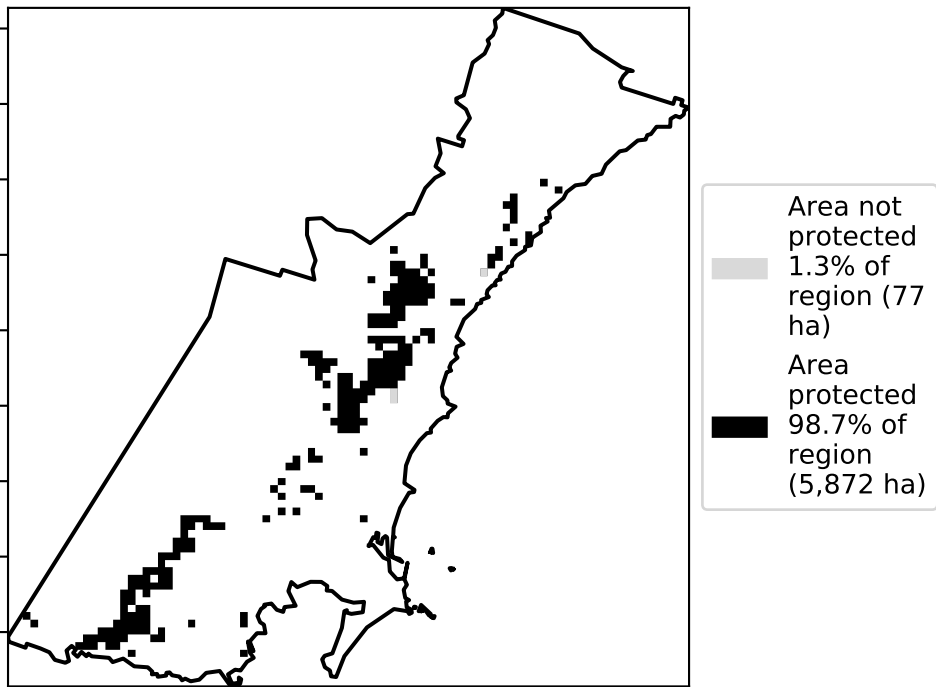 Area not
protected
1.3% of
region (77
ha)
Area
protected
98.7% of
region
(5,872 ha)